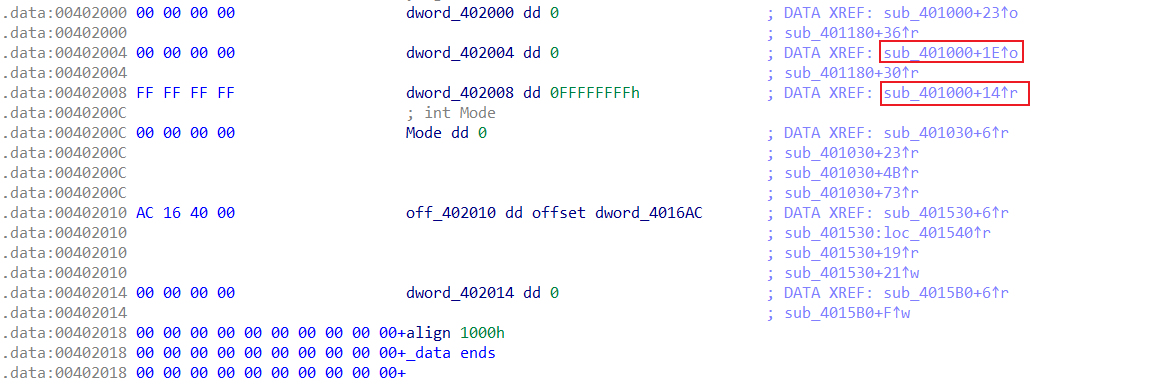 .data:00402000 00 00 00 00 dword_402000 dd 0 ; DATA XREF: sub_401000+23↑o
.data:00402000 ; sub_401180+36↑r
.data:00402004 00 00 00 00 dword_402004 dd 0 ; DATA XREF: sub_401000+1E↑o
.data:00402004 ; sub_401180+30↑r
.data:00402008 FF FF FF FF dword_402008 dd 0FFFFFFFFh ; DATA XREF: sub_401000+14↑r
.data:0040200C ; int Mode
.data:0040200C 00 00 00 00 Mode dd 0 ; DATA XREF: sub_401030+6↑r
.data:0040200C ; sub_401030+23↑r
.data:0040200C ; sub_401030+4B↑r
.data:0040200C ; sub_401030+73↑r
.data:00402010 AC 16 40 00 off_402010 dd offset dword_4016AC ; DATA XREF: sub_401530+6↑r
.data:00402010 ; sub_401530:loc_401540↑r
.data:00402010 ; sub_401530+19↑r
.data:00402010 ; sub_401530+21↑w
.data:00402014 00 00 00 00 dword_402014 dd 0 ; DATA XREF: sub_4015B0+6↑r
.data:00402014 ; sub_4015B0+F↑w
.data:00402018 00 00 00 00 00 00 00 00 00 00+align 1000h
.data:00402018 00 00 00 00 00 00 00 00 00 00+_data ends
.data:00402018 00 00 00 00 00 00 00 00 00 00+